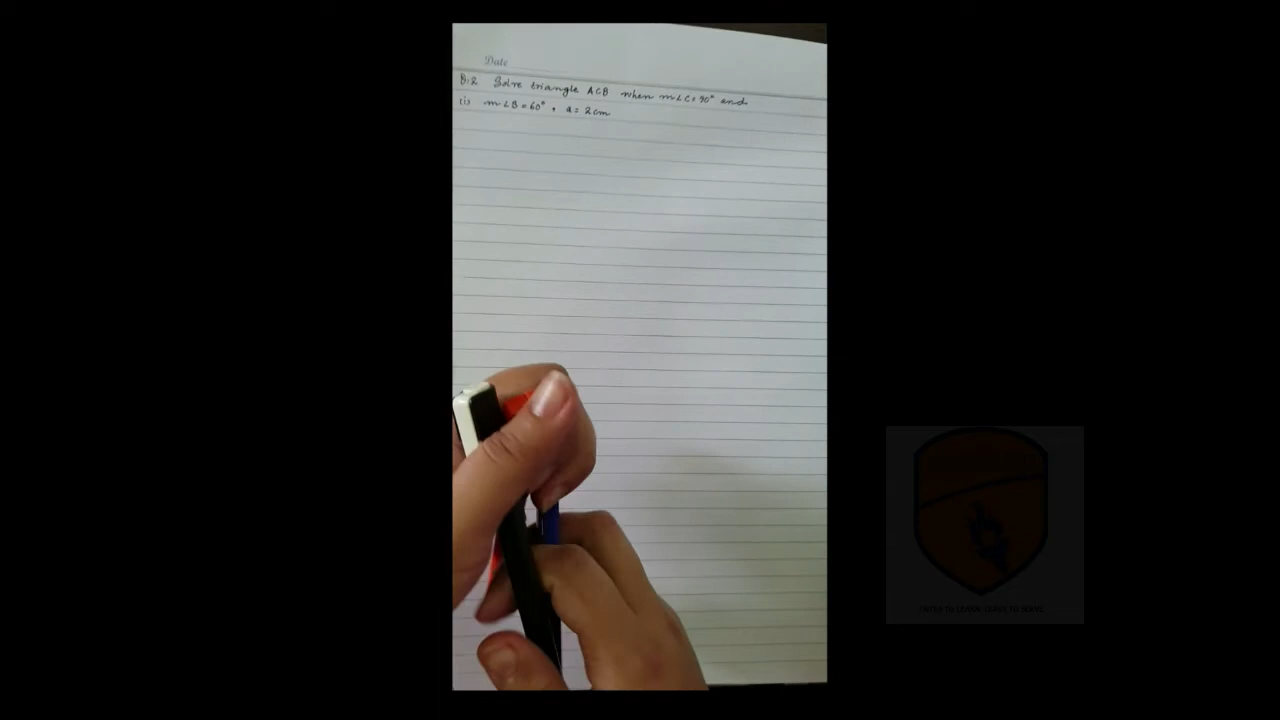 Date
Q.2 Solve triangle ACB when m∠C = 90° and
(i) m∠B = 60°, a = 2cm